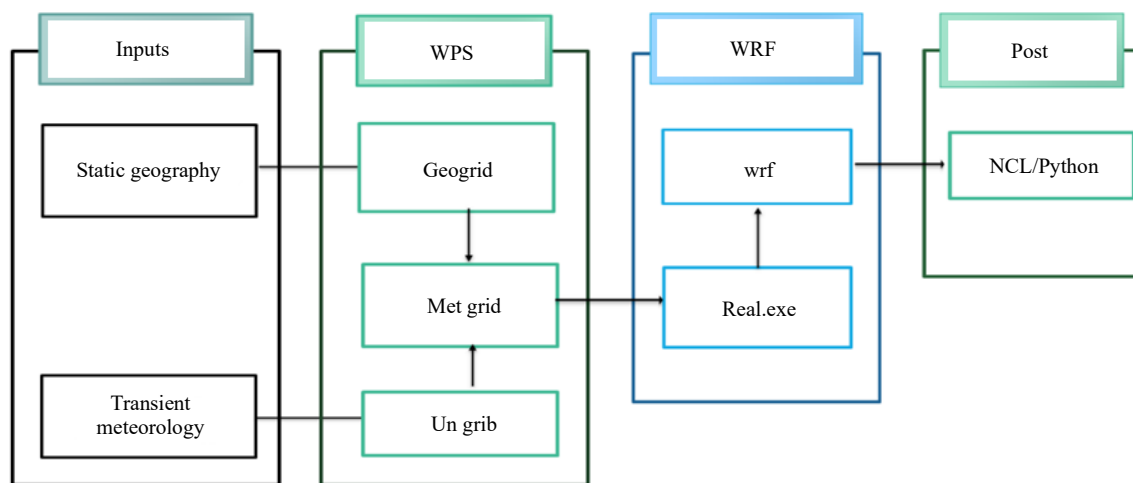 Inputs
WPS
WRF
Post
Static geography
Geogrid
wrf
NCL/Python
Met grid
Real.exe
Transient
meteorology
Un grib